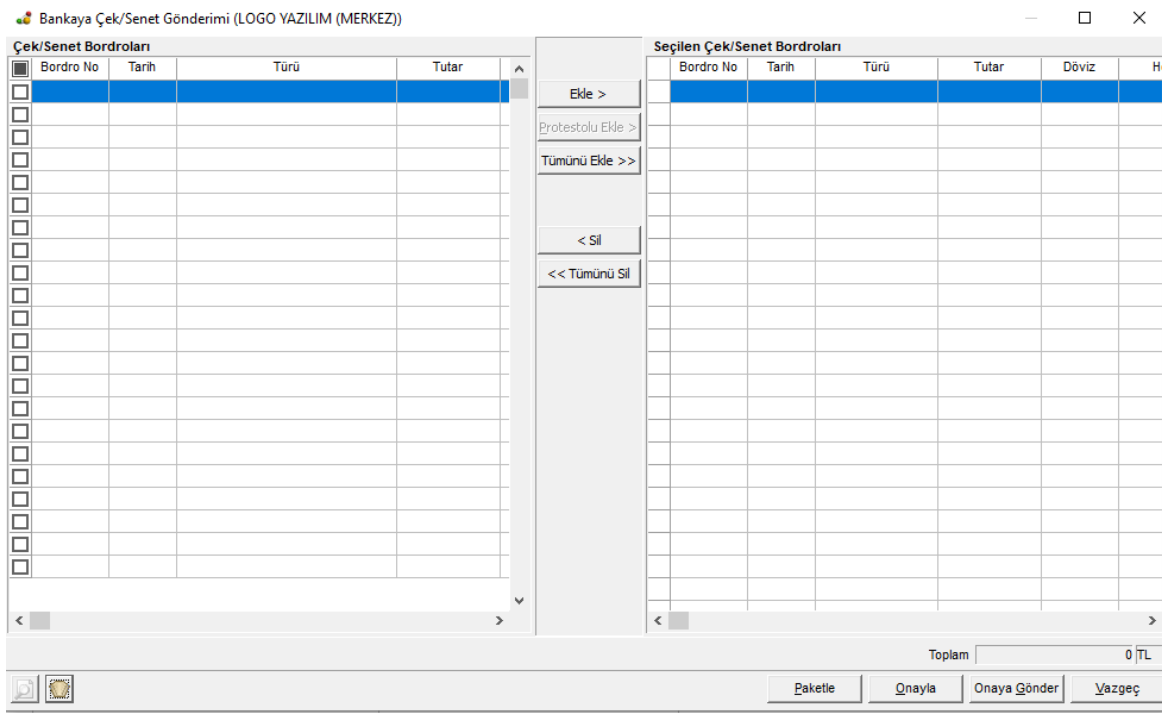 Bankaya Çek/Senet Gönderimi (LOGO YAZILIM (MERKEZ))
Çek/Senet Bordroları
Bordro No Tarih Türü Tutar
Ekle >
Protestolu Ekle >
Tümünü Ekle >>
< Sil
<< Tümünü Sil
Seçilen Çek/Senet Bordroları
Bordro No Tarih Türü Tutar Döviz
Toplam 0 TL
Paketle Onayla Onaya Gönder Vazgeç